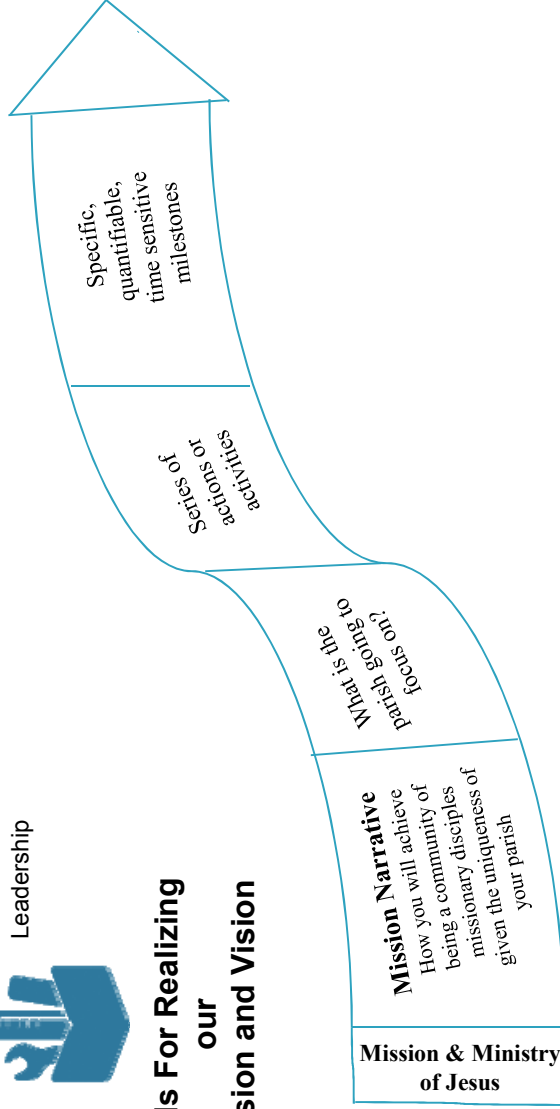 Leadership
ls For Realizing
our
sion and Vision
Mission & Ministry
of Jesus
Mission Narrative
How you will achieve
being a community of
missionary disciples
given the uniqueness of
your parish
What is the
parish going to
focus on?
Series of
actions or
activities
Specific,
quantifiable,
time sensitive
milestones